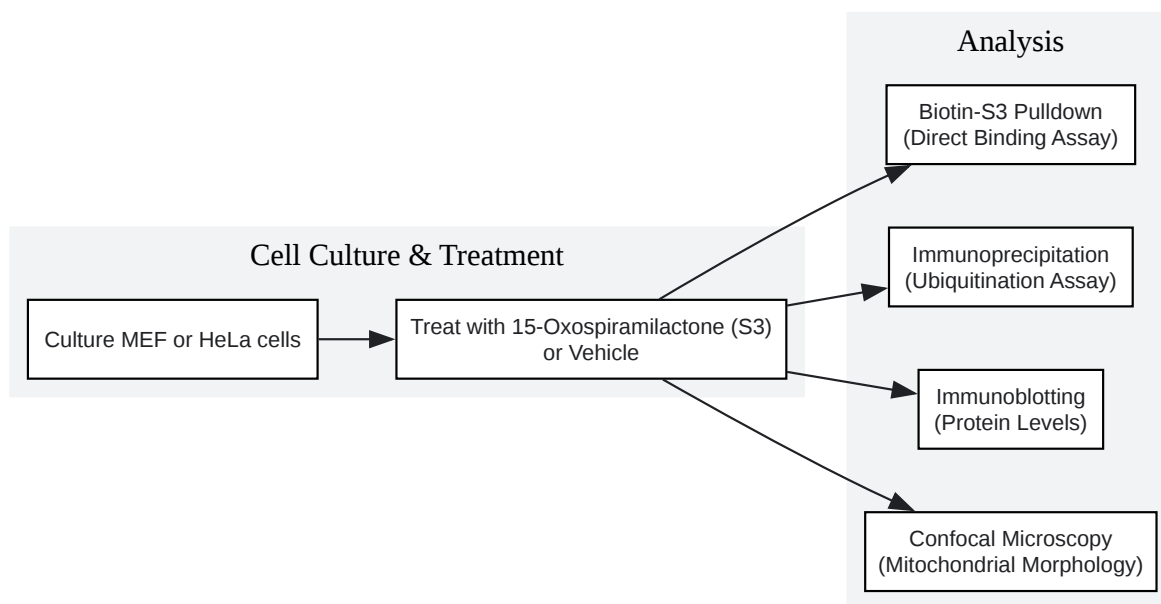 Cell Culture & Treatment
Culture MEF or HeLa cells
Treat with 15-Oxospiramilactone (S3)
or Vehicle
Analysis
Biotin-S3 Pulldown
(Direct Binding Assay)
Immunoprecipitation
(Ubiquitination Assay)
Immunoblotting
(Protein Levels)
Confocal Microscopy
(Mitochondrial Morphology)